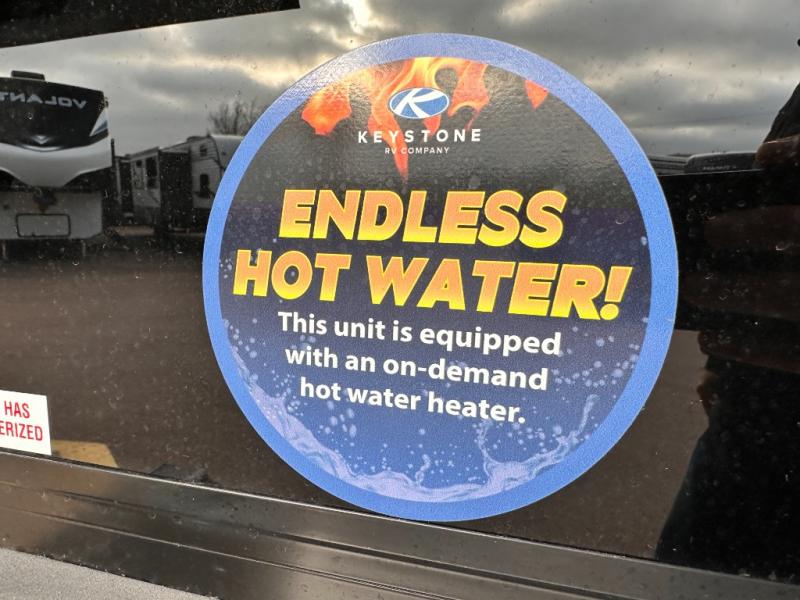 VOLANT
KEYSTONE
RV COMPANY
ENDLESS
HOT WATER!
This unit is equipped
with an on-demand
hot water heater.
HAS
ERIZED